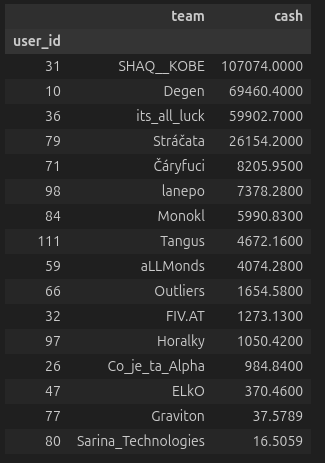 team cash
user_id
31 SHAQ__KOBE 107074.0000
10 Degen 69460.4000
36 its_all_luck 59902.7000
79 Stráčata 26154.2000
71 Čáryfuci 8205.9500
98 lanepo 7378.2800
84 Monokl 5990.8300
111 Tangus 4672.1600
59 aLLMonds 4074.2800
66 Outliers 1654.5800
32 FIV.AT 1273.1300
97 Horalky 1050.4200
26 Co_je_ta_Alpha 984.8400
47 ELkO 370.4600
77 Graviton 37.5789
80 Sarina_Technologies 16.5059